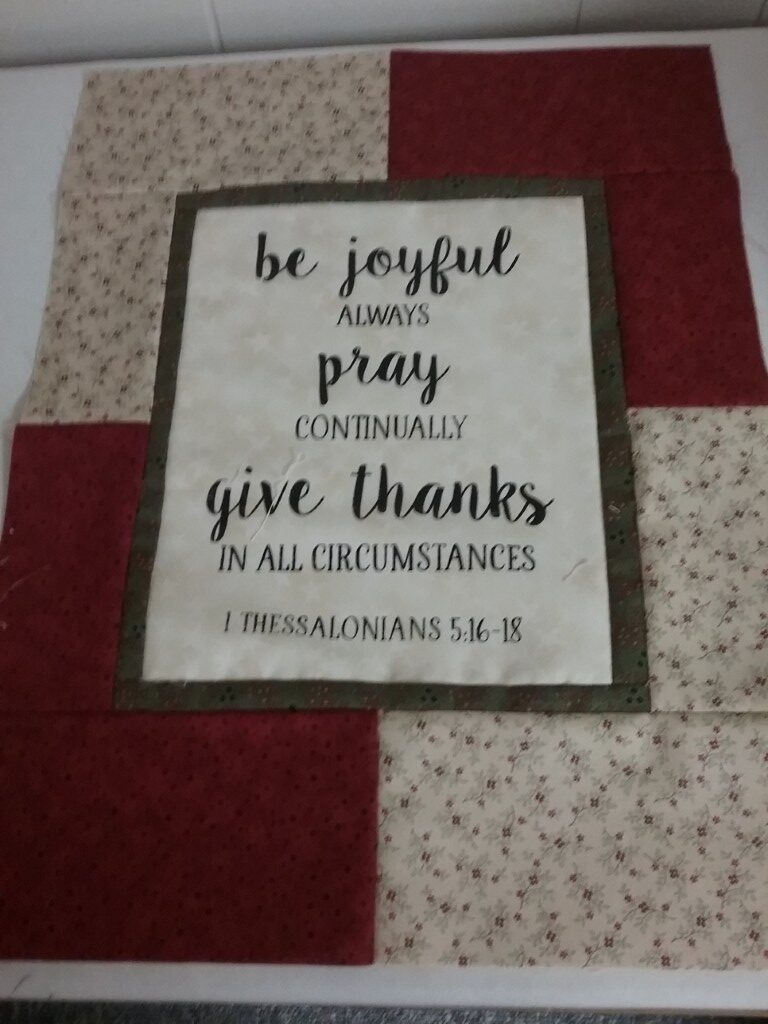 be joyful
ALWAYS
pray
CONTINUALLY
give thanks
IN ALL CIRCUMSTANCES
1 THESSALONIANS 5:16-18